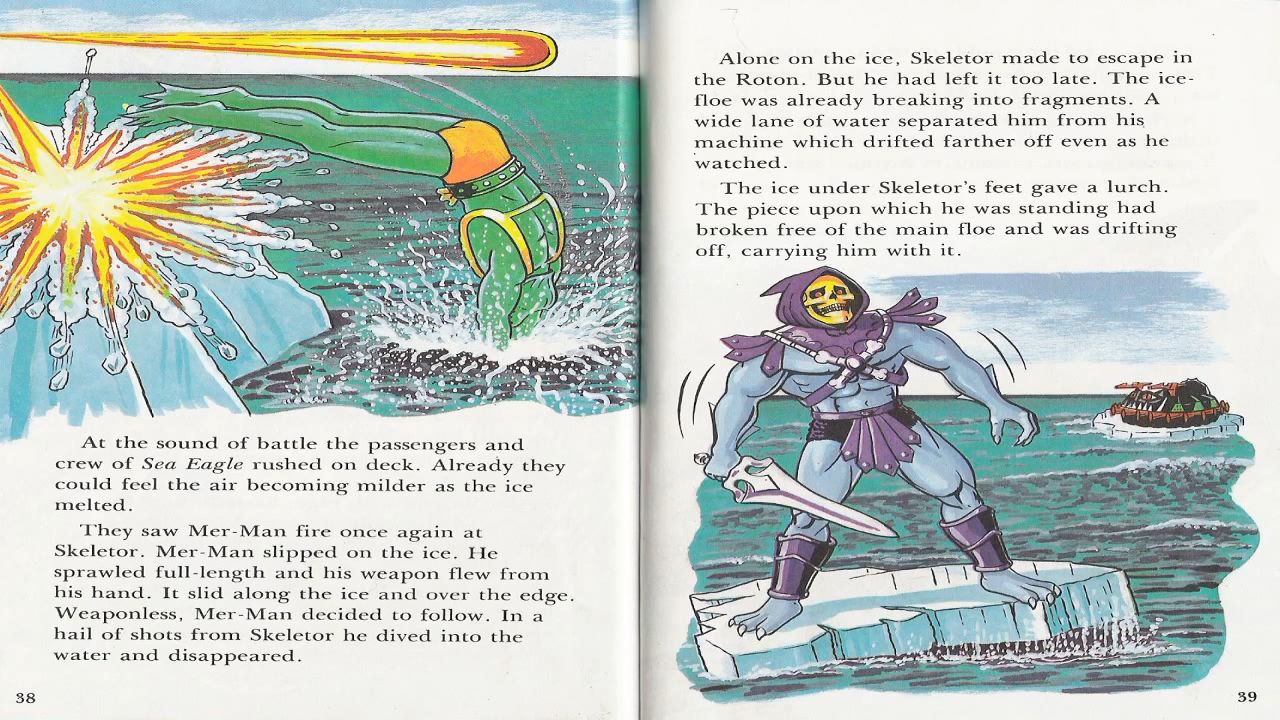 At the sound of battle the passengers and
crew of Sea Eagle rushed on deck. Already they
could feel the air becoming milder as the ice
melted.
They saw Mer-Man fire once again at
Skeletor. Mer-Man slipped on the ice. He
sprawled full-length and his weapon flew from
his hand. It slid along the ice and over the edge.
Weaponless, Mer-Man decided to follow. In a
hail of shots from Skeletor he dived into the
water and disappeared.
38
Alone on the ice, Skeletor made to escape in
the Roton. But he had left it too late. The ice-
floe was already breaking into fragments. A
wide lane of water separated him from his
machine which drifted farther off even as he
watched.
The ice under Skeletor's feet gave a lurch.
The piece upon which he was standing had
broken free of the main floe and was drifting
off, carrying him with it.
39